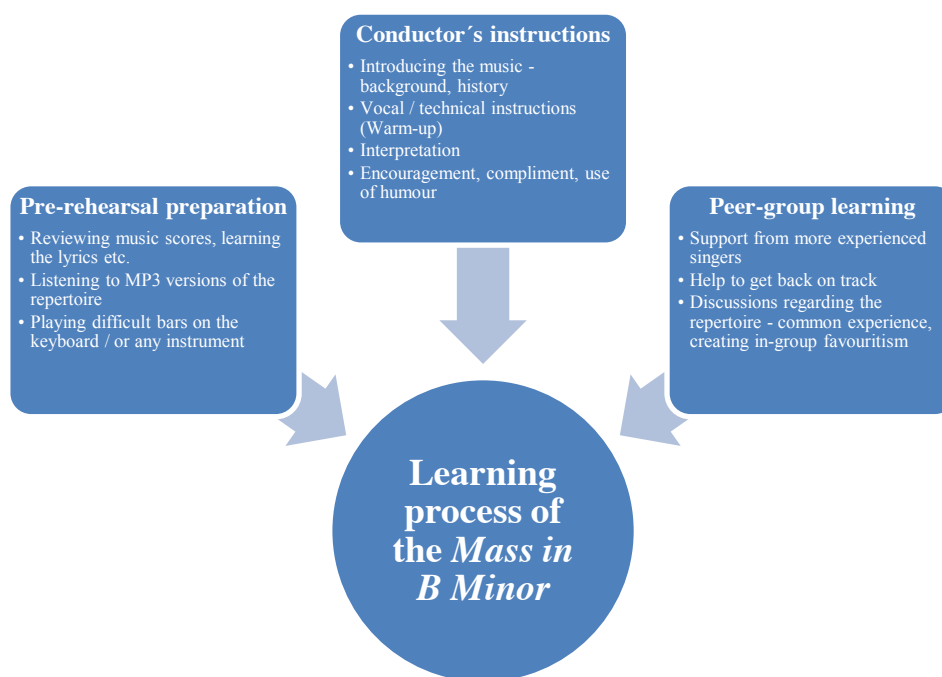 Conductor´s instructions
• Introducing the music -
background, history
• Vocal / technical instructions
(Warm-up)
• Interpretation
• Encouragement, compliment, use
of humour
Pre-rehearsal preparation
• Reviewing music scores, learning
the lyrics etc.
• Listening to MP3 versions of the
repertoire
• Playing difficult bars on the
keyboard / or any instrument
Peer-group learning
• Support from more experienced
singers
• Help to get back on track
• Discussions regarding the
repertoire - common experience,
creating in-group favouritism
Learning
process of
the Mass in
B Minor